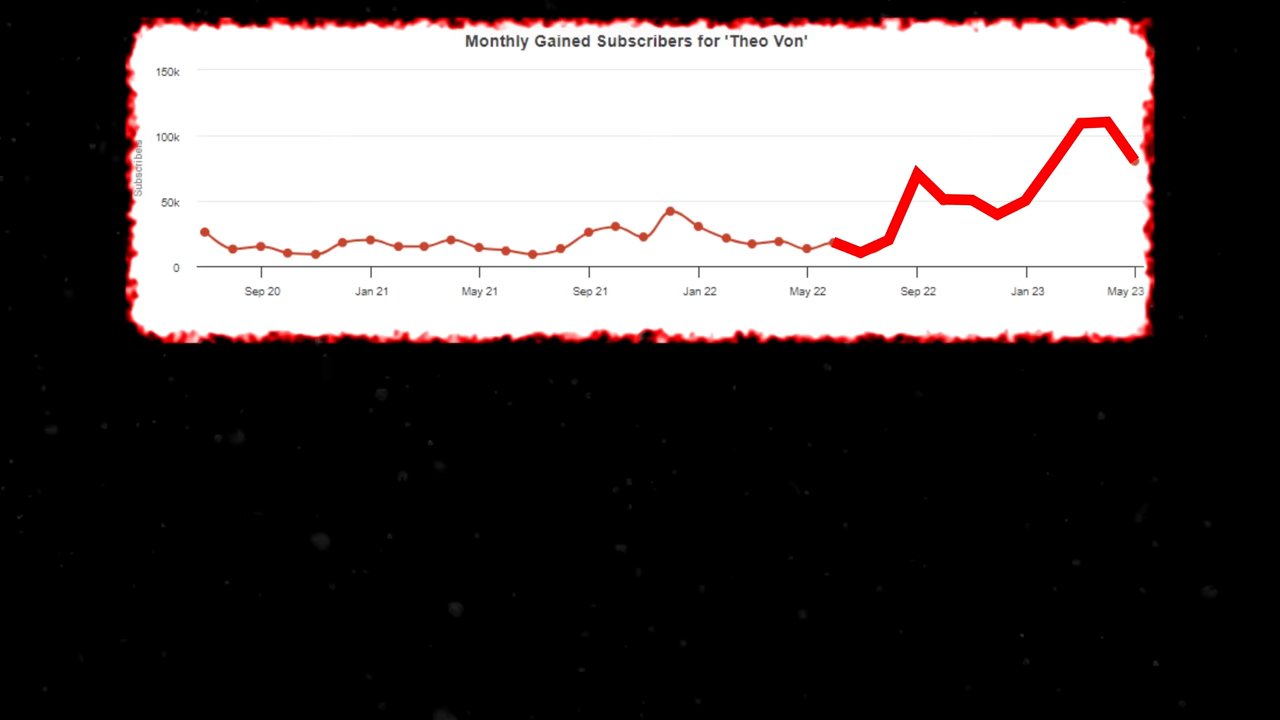 Monthly Gained Subscribers for 'Theo Von'
150k
100k
Subscribers
50k
0
Sep 20 Jan 21 May 21 Sep 21 Jan 22 May 22 Sep 22 Jan 23 May 23